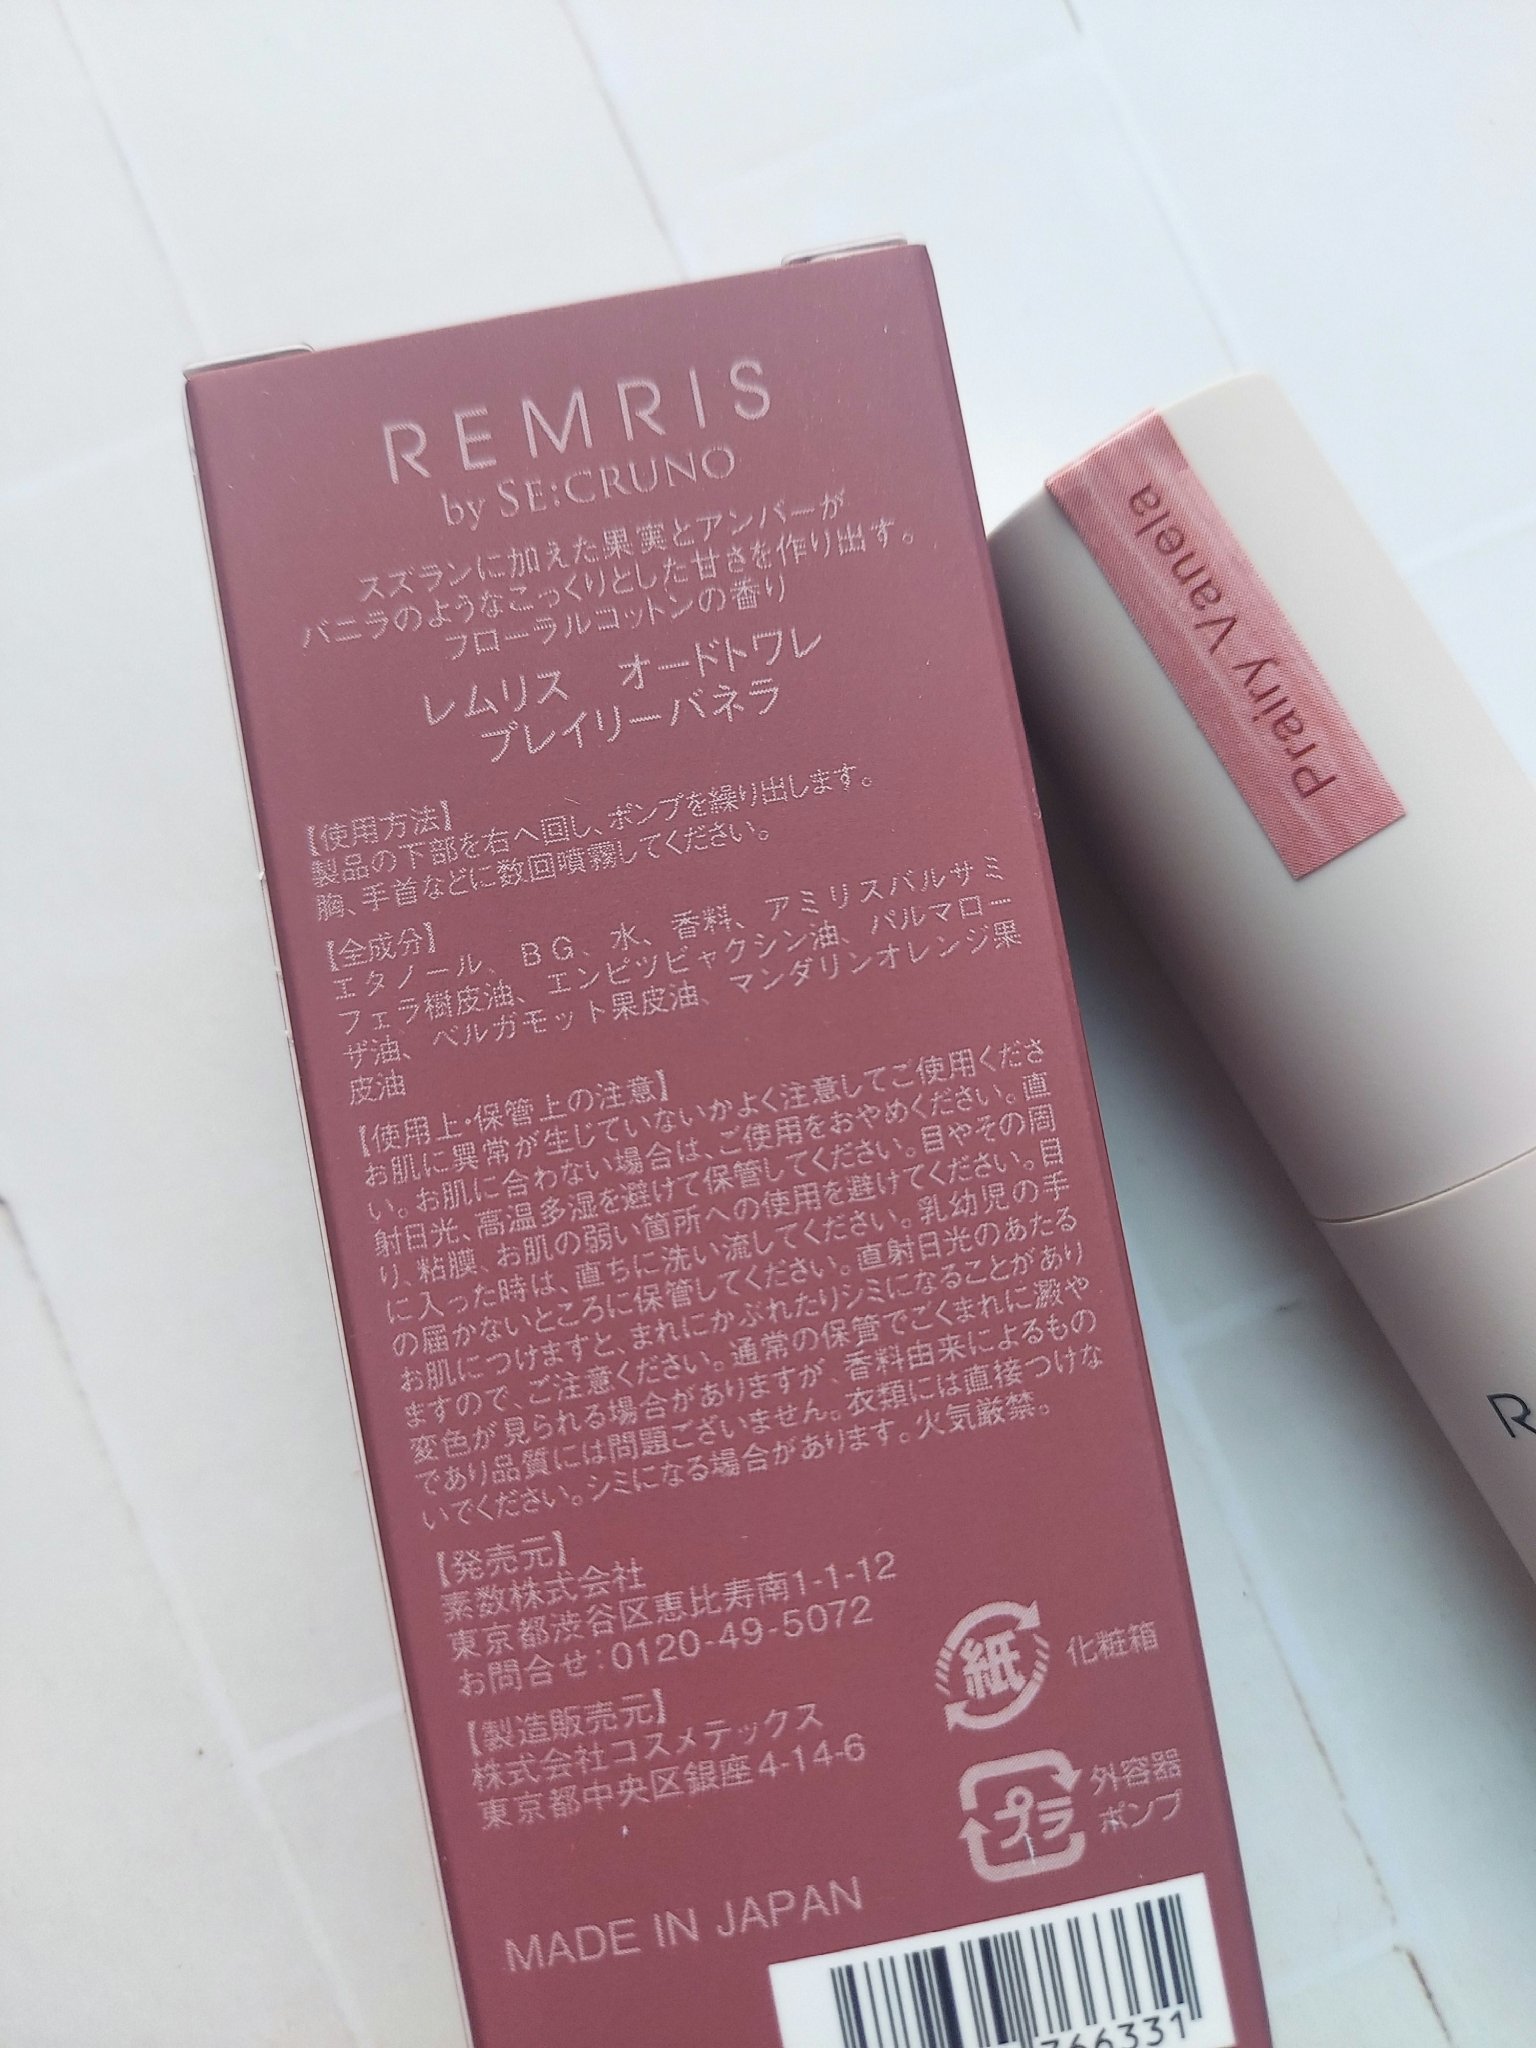 REMRIS
by SE:CRUNO
スズランに加えた果実とアンバーが
バニラのようなこっくりとした甘さを作り出す。
フローラルコットンの香り
レムリス オードトワレ
プレイリーバネラ
【使用方法】
製品の下部を右へ回し、ポンプを繰り出します。
胸、手首などに数回噴霧してください。
【全成分】
エタノール、BG、水、香料、アミリスバルサミ
フェラ樹皮油、エンピツビャクシン油、パルマロー
ザ油、ベルガモット果皮油、マンダリンオレンジ果
皮油
【使用上・保管上の注意】
お肌に異常が生じていないかよく注意してご使用くださ
い。お肌に合わない場合は、ご使用をおやめください。直
射日光、高温多湿を避けて保管してください。目やその周
り、粘膜、お肌の弱い箇所への使用を避けてください。目
に入った時は、直ちに洗い流してください。乳幼児の手
の届かないところに保管してください。直射日光のあたる
お肌につけますと、まれにかぶれたりシミになることがあり
ますので、ご注意ください。通常の保管でごくまれに澱や
変色が見られる場合がありますが、香料由来によるもの
であり品質には問題ございません。衣類には直接つけな
いでください。シミになる場合があります。火気厳禁。
【発売元】
素数株式会社
東京都渋谷区恵比寿南1-1-12
お問合せ:0120-49-5072
【製造販売元】
株式会社コスメテックス
東京都中央区銀座4-14-6
紙 化粧箱
プラ 外容器
ポンプ
MADE IN JAPAN
766331
Prairy Vanela
R